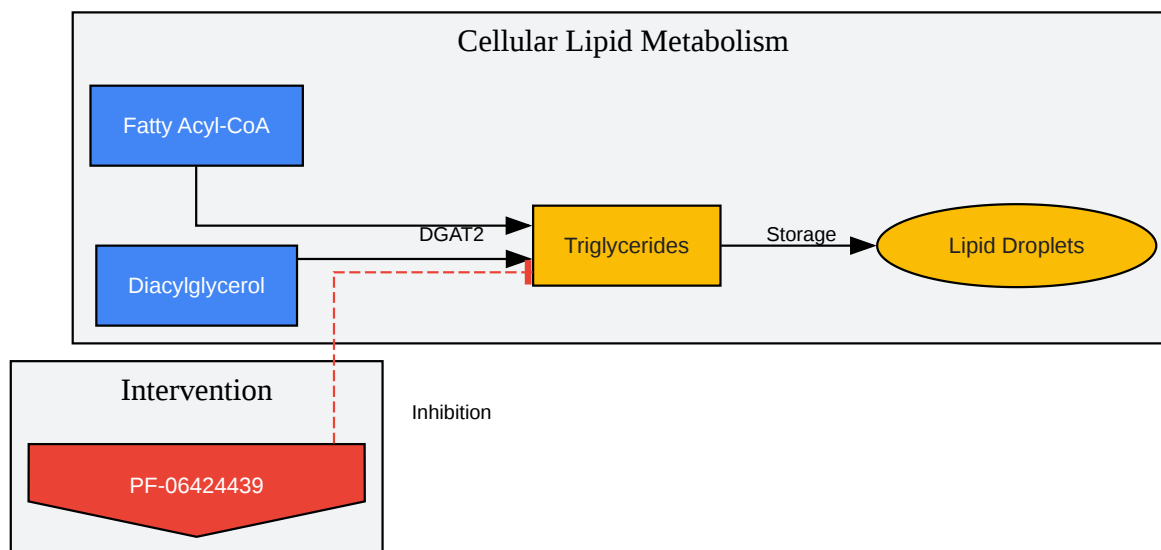 Cellular Lipid Metabolism
Fatty Acyl-CoA
DGAT2
Triglycerides
Storage
Lipid Droplets
Diacylglycerol
Intervention
Inhibition
PF-06424439